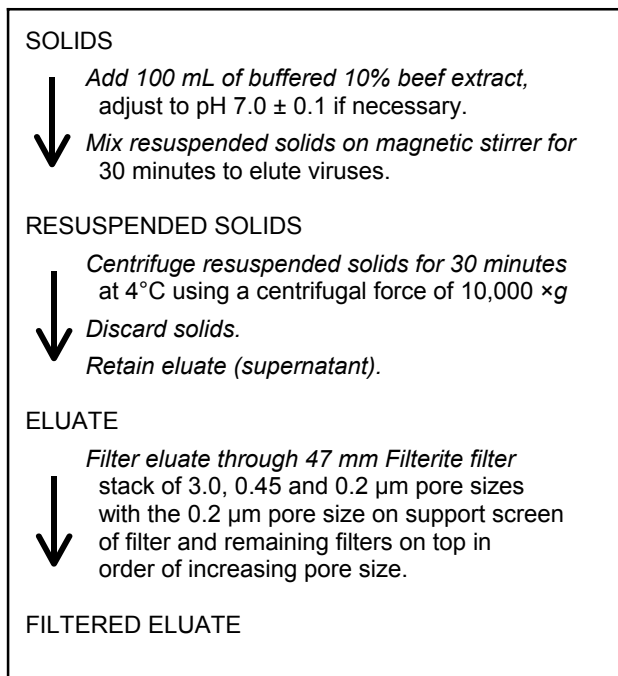 SOLIDS
Add 100 mL of buffered 10% beef extract,
adjust to pH 7.0 ± 0.1 if necessary.
Mix resuspended solids on magnetic stirrer for
30 minutes to elute viruses.
RESUSPENDED SOLIDS
Centrifuge resuspended solids for 30 minutes
at 4°C using a centrifugal force of 10,000 ×g
Discard solids.
Retain eluate (supernatant).
ELUATE
Filter eluate through 47 mm Filterite filter
stack of 3.0, 0.45 and 0.2 µm pore sizes
with the 0.2 µm pore size on support screen
of filter and remaining filters on top in
order of increasing pore size.
FILTERED ELUATE